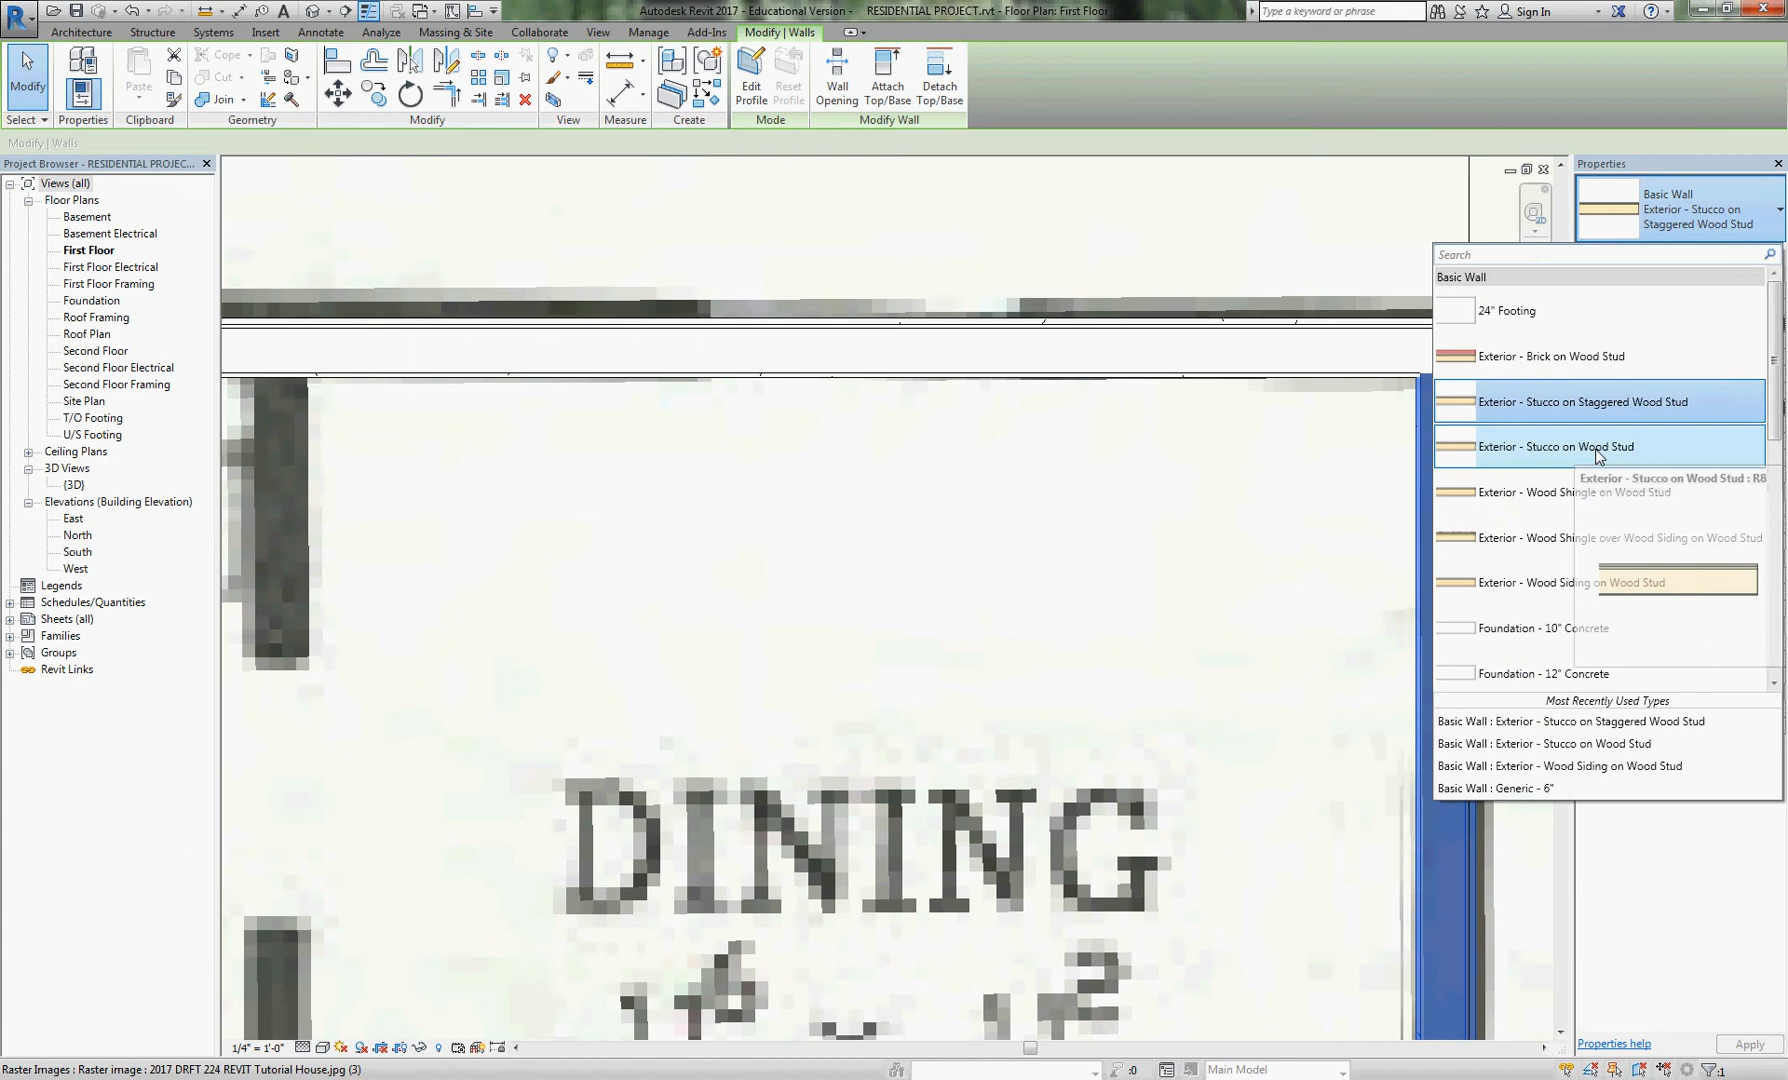 Autodesk Revit 2017 - Educational Version - RESIDENTIAL PROJECT.rvt - Floor Plan: First Floor
Type a keyword or phrase
Sign In
Architecture Structure Systems Insert Annotate Analyze Massing & Site Collaborate View Manage Add-Ins Modify | Walls
Modify
Paste
Cope
Cut
Join
Edit Profile
Reset Profile
Wall Opening
Attach Top/Base
Detach Top/Base
Select Properties Clipboard Geometry Modify View Measure Create Mode Modify Wall
Modify | Walls
Project Browser - RESIDENTIAL PROJEC...
Views (all)
Floor Plans
Basement
Basement Electrical
First Floor
First Floor Electrical
First Floor Framing
Foundation
Roof Framing
Roof Plan
Second Floor
Second Floor Electrical
Second Floor Framing
Site Plan
T/O Footing
U/S Footing
Ceiling Plans
3D Views
{3D}
Elevations (Building Elevation)
East
North
South
West
Legends
Schedules/Quantities
Sheets (all)
Families
Groups
Revit Links
DINING
2D
Properties
Basic Wall
Exterior - Stucco on
Staggered Wood Stud
Search
Basic Wall
24" Footing
Exterior - Brick on Wood Stud
Exterior - Stucco on Staggered Wood Stud
Exterior - Stucco on Wood Stud
Exterior - Stucco on Wood Stud : R8
Exterior - Wood Shingle on Wood Stud
Exterior - Wood Shingle over Wood Siding on Wood Stud
Exterior - Wood Siding on Wood Stud
Foundation - 10" Concrete
Foundation - 12" Concrete
Most Recently Used Types
Basic Wall : Exterior - Stucco on Staggered Wood Stud
Basic Wall : Exterior - Stucco on Wood Stud
Basic Wall : Exterior - Wood Siding on Wood Stud
Basic Wall : Generic - 6"
Properties help
Apply
1/4" = 1'-0"
Raster Images : Raster image : 2017 DRFT 224 REVIT Tutorial House.jpg (3)
:0
Main Model
:1